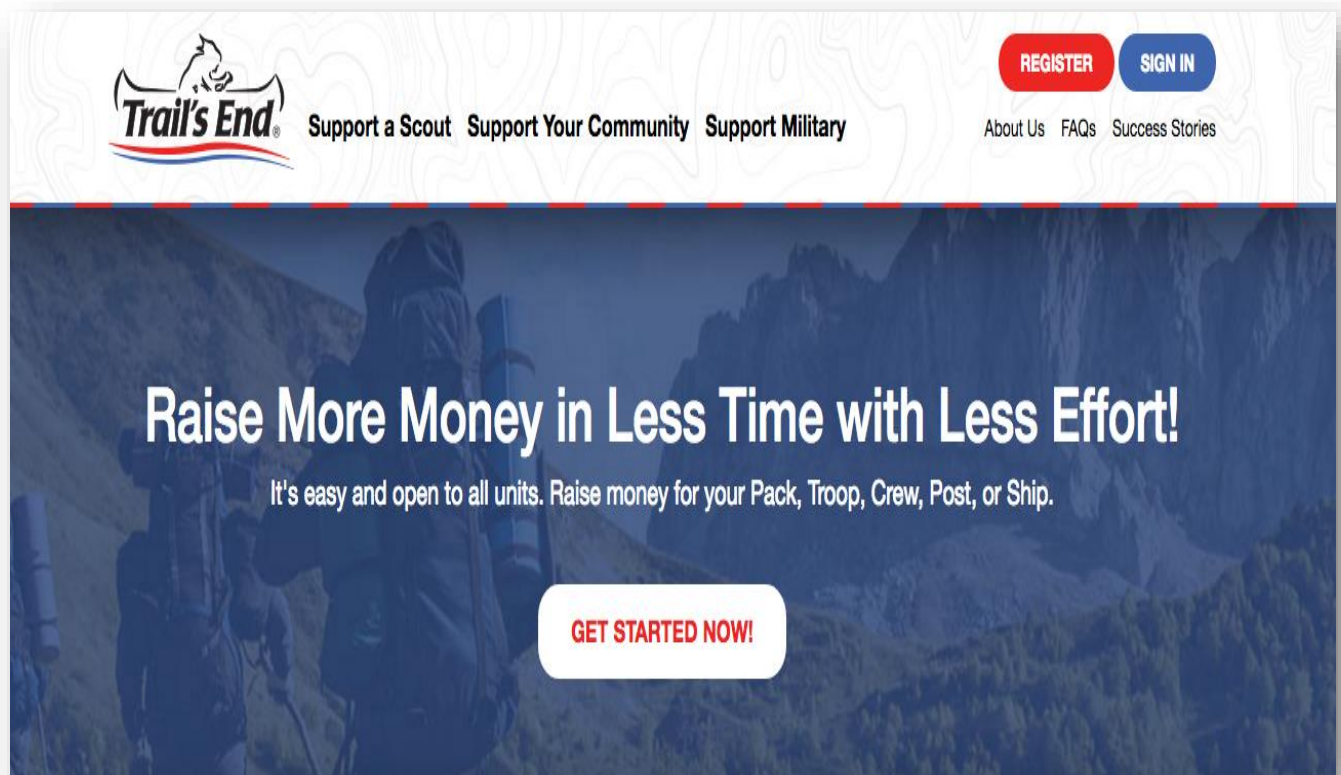 Trail's End®
Support a Scout Support Your Community Support Military
REGISTER SIGN IN
About Us FAQs Success Stories
Raise More Money in Less Time with Less Effort!
It's easy and open to all units. Raise money for your Pack, Troop, Crew, Post, or Ship.
GET STARTED NOW!